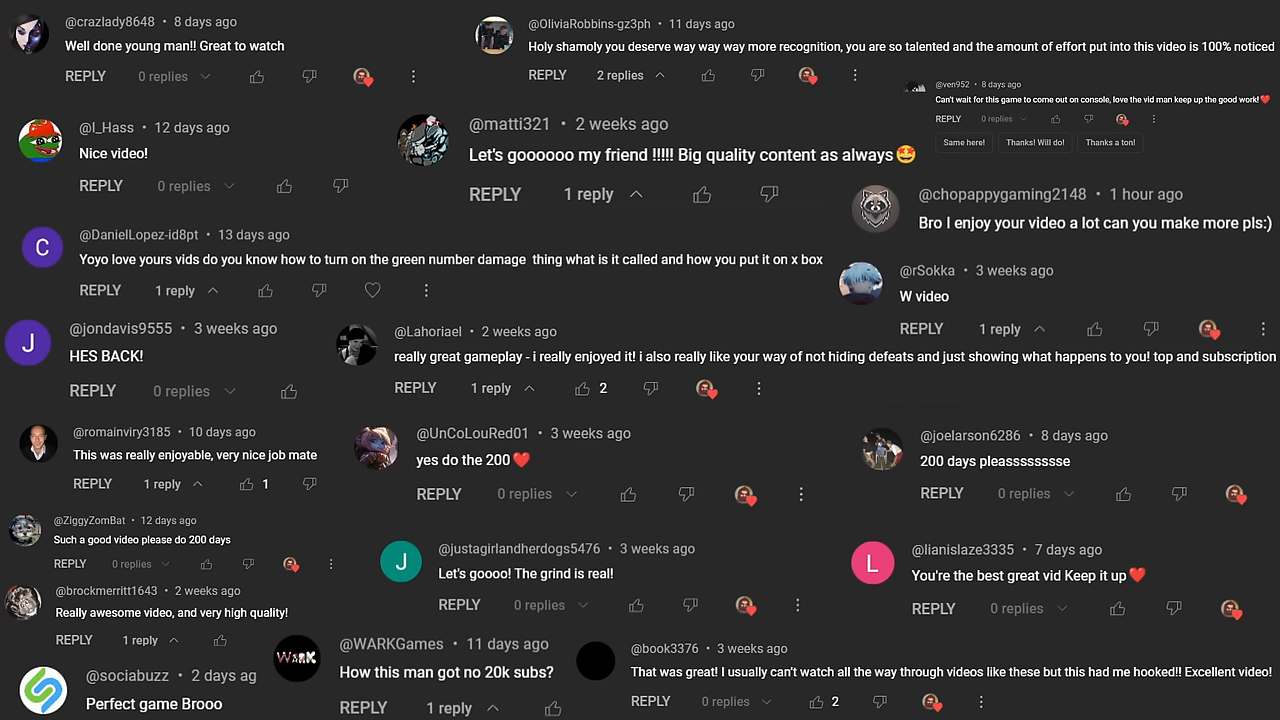 @crazlady8648 • 8 days ago
Well done young man!! Great to watch
REPLY 0 replies
@OliviaRobbins-gz3ph • 11 days ago
Holy shamoly you deserve way way way more recognition, you are so talented and the amount of effort put into this video is 100% noticed
REPLY 2 replies
@ven952 • 8 days ago
Can't wait for this game to come out on console, love the vid man keep up the good work!❤️
REPLY 0 replies
Same here! Thanks! Will do! Thanks a ton!
@I_Hass • 12 days ago
Nice video!
REPLY 0 replies
@matti321 • 2 weeks ago
Let's goooooo my friend !!!!! Big quality content as always🤩
REPLY 1 reply
@chopappygaming2148 • 1 hour ago
Bro I enjoy your video a lot can you make more pls:)
@DanielLopez-id8pt • 13 days ago
Yoyo love yours vids do you know how to turn on the green number damage thing what is it called and how you put it on x box
REPLY 1 reply
C
@rSokka • 3 weeks ago
W video
REPLY 1 reply
J
@jondavis9555 • 3 weeks ago
HES BACK!
REPLY 0 replies
@Lahoriael • 2 weeks ago
really great gameplay - i really enjoyed it! i also really like your way of not hiding defeats and just showing what happens to you! top and subscription
REPLY 1 reply 2
@romainviry3185 • 10 days ago
This was really enjoyable, very nice job mate
REPLY 1 reply 1
@UnCoLouRed01 • 3 weeks ago
yes do the 200❤️
REPLY 0 replies
@joelarson6286 • 8 days ago
200 days pleasssssssse
REPLY 0 replies
@ZiggyZomBat • 12 days ago
Such a good video please do 200 days
REPLY 0 replies
J
@justagirlandherdogs5476 • 3 weeks ago
Let's goooo! The grind is real!
REPLY 0 replies
L
@lianislaze3335 • 7 days ago
You're the best great vid Keep it up❤️
REPLY 0 replies
@brockmerritt1643 • 2 weeks ago
Really awesome video, and very high quality!
REPLY 1 reply
WARK
@WARKGames • 11 days ago
How this man got no 20k subs?
REPLY 1 reply
@book3376 • 3 weeks ago
That was great! I usually can't watch all the way through videos like these but this had me hooked!! Excellent video!
REPLY 0 replies 2
@sociabuzz • 2 days ag
Perfect game Brooo